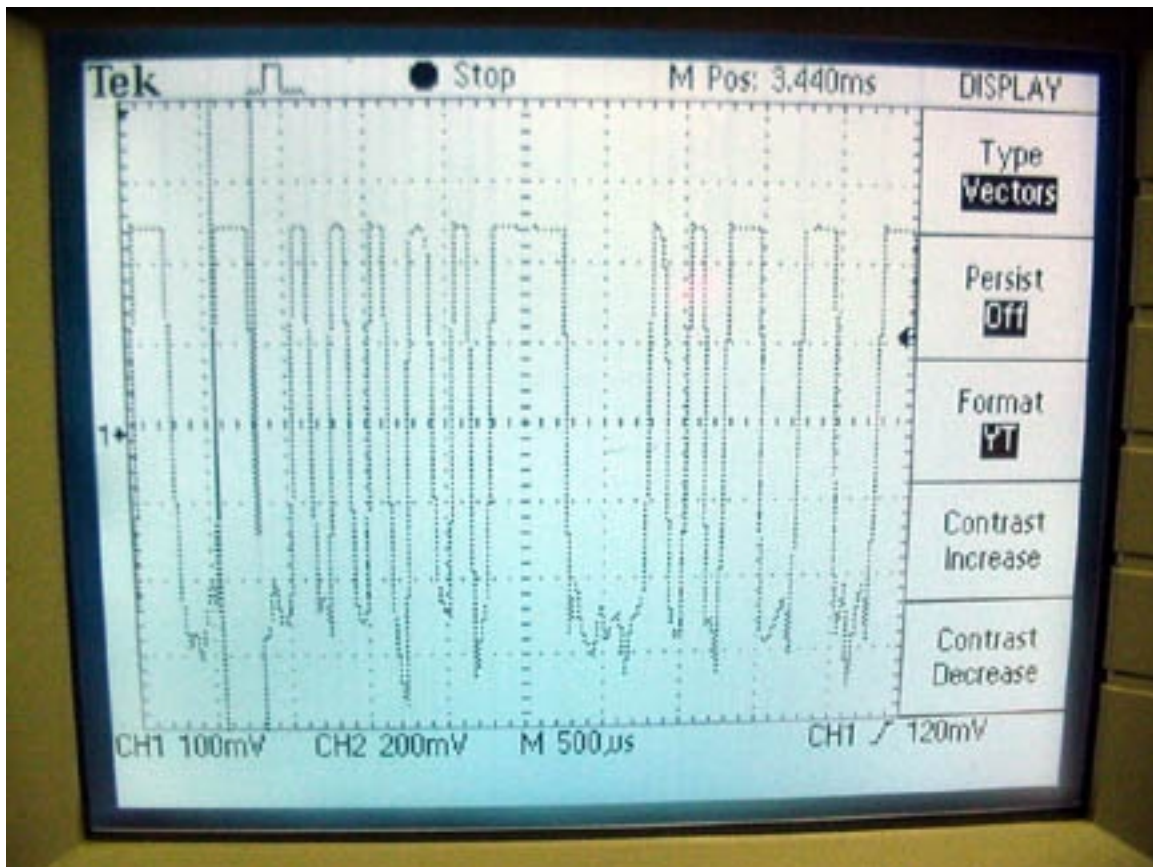 Tek Stop M Pos: 3.440ms DISPLAY
Type
Vectors
Persist
Off
Format
YT
1
Contrast
Increase
Contrast
Decrease
CH1 100mV CH2 200mV M 500µs CH1 120mV